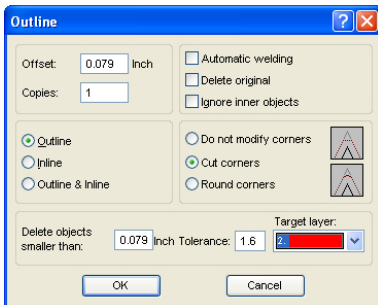 Outline
Offset: 0.079 Inch
Copies: 1
Automatic welding
Delete original
Ignore inner objects
Outline
Inline
Outline & Inline
Do not modify corners
Cut corners
Round corners
Delete objects
smaller than: 0.079 Inch Tolerance: 1.6
Target layer:
2.
OK Cancel